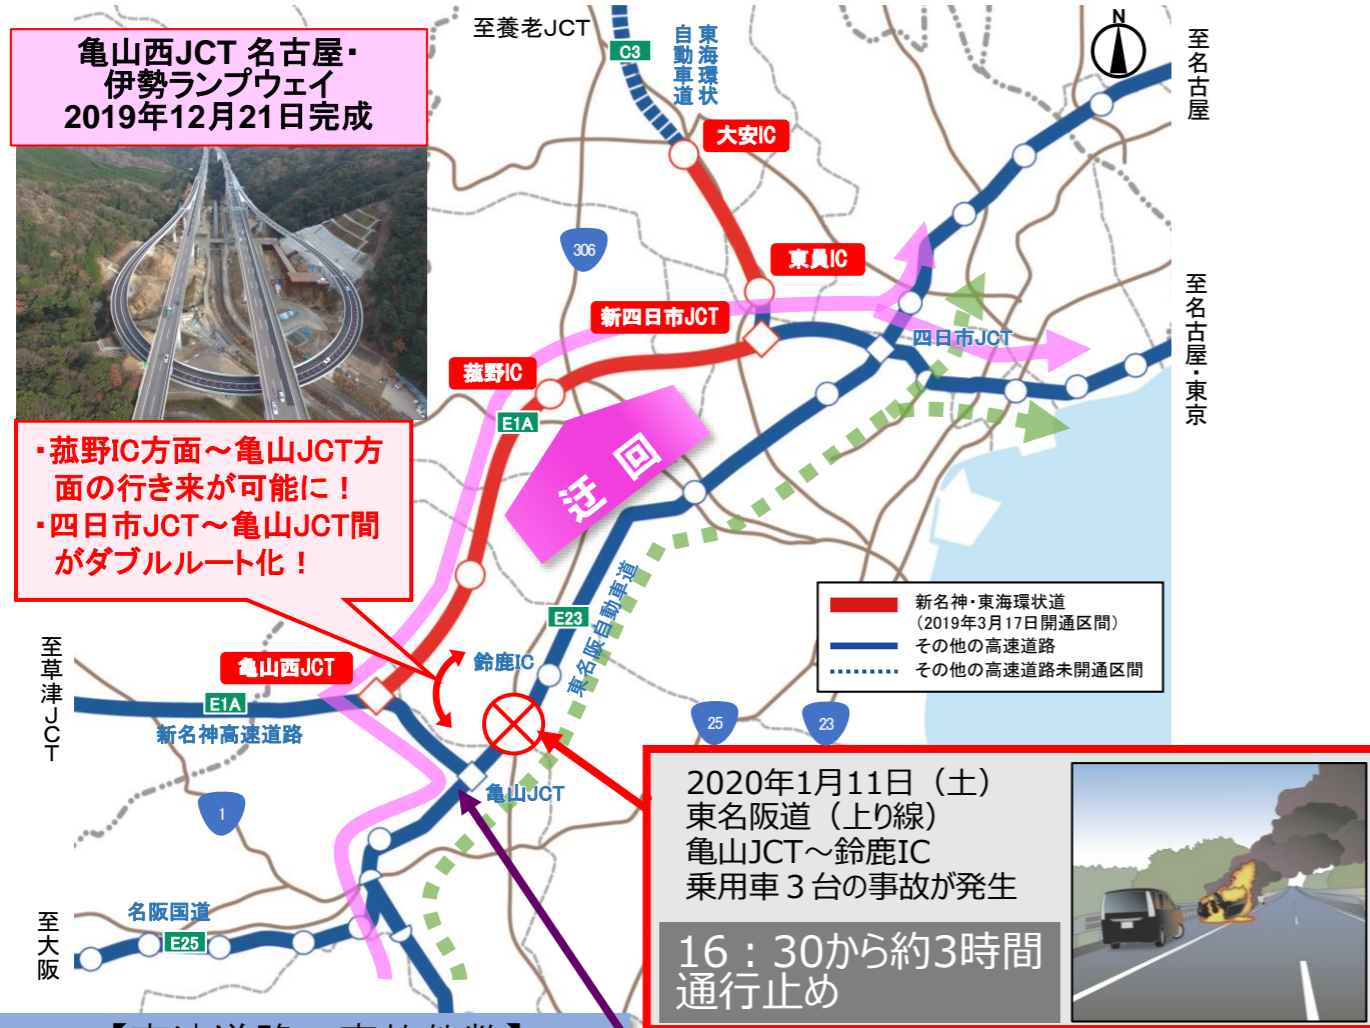 亀山西JCT 名古屋・
伊勢ランプウェイ
2019年12月21日完成
至養老JCT
C3
東海環状
自動車道
N
至名古屋
大安IC
306
東員IC
新四日市JCT
四日市JCT
至名古屋・東京
菰野IC
E1A
迂回
・菰野IC方面～亀山JCT方
面の行き来が可能に！
・四日市JCT～亀山JCT間
がダブルルート化！
新名神・東海環状道
（2019年3月17日開通区間）
その他の高速道路
その他の高速道路未開通区間
E23
東名阪自動車道
鈴鹿IC
至草津JCT
亀山西JCT
E1A
新名神高速道路
25
23
亀山JCT
1
2020年1月11日（土）
東名阪道（上り線）
亀山JCT～鈴鹿IC
乗用車３台の事故が発生
16：30から約3時間
通行止め
名阪国道
E25
至大阪